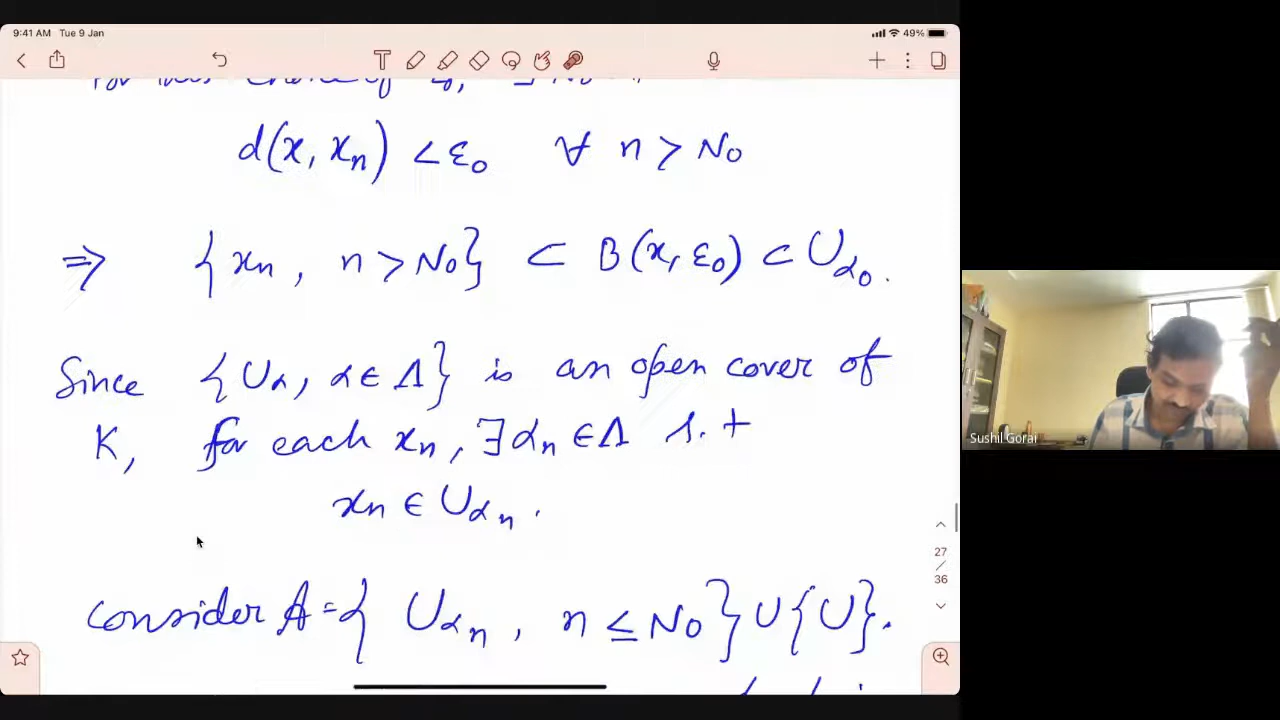 9:41 AM Tue 9 Jan
49%
d(x, xn) < ε0 ∀ n > N0
⇒ {xn, n > N0} ⊂ B(x, ε0) ⊂ Uα0.
Since {Uα, α ∈ Λ} is an open cover of
K, for each xn, ∃ αn ∈ Λ s.t
xn ∈ Uαn.
consider A = { Uαn, n ≤ N0} ∪ {U}.
27
/
36
Sushil Gorai